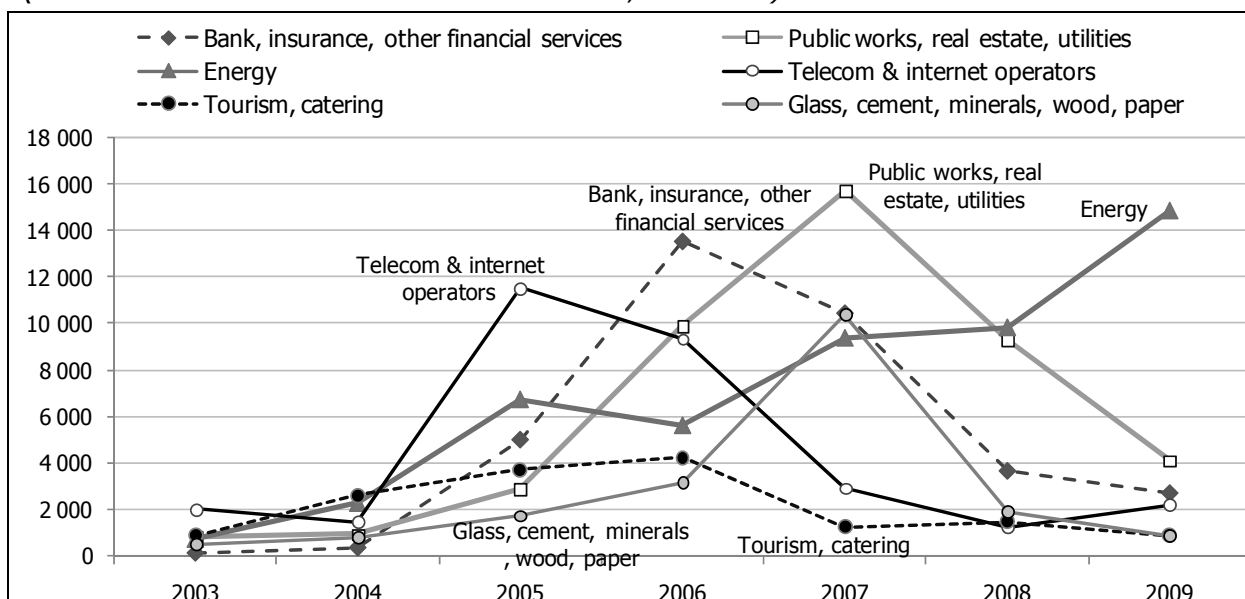 Bank, insurance, other financial services
Public works, real estate, utilities
Energy
Telecom & internet operators
Tourism, catering
Glass, cement, minerals, wood, paper
18 000
16 000
14 000
12 000
10 000
8 000
6 000
4 000
2 000
0
Telecom & internet
operators
Bank, insurance, other
financial services
Public works, real
estate, utilities
Energy
Glass, cement, minerals
, wood, paper
Tourism, catering
2003 2004 2005 2006 2007 2008 2009